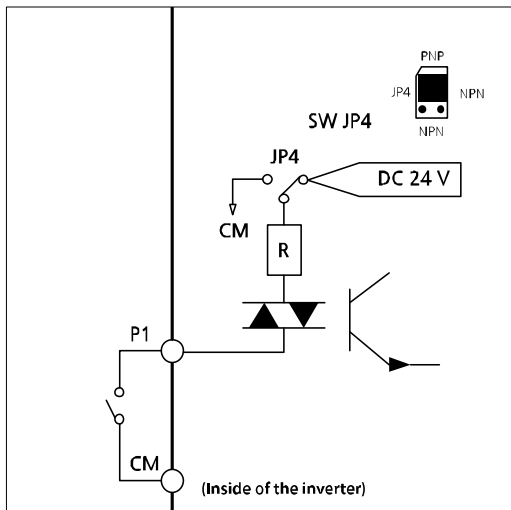 PNP
JP4
NPN
NPN
SW JP4
JP4
DC 24 V
CM
R
P1
CM
(Inside of the inverter)